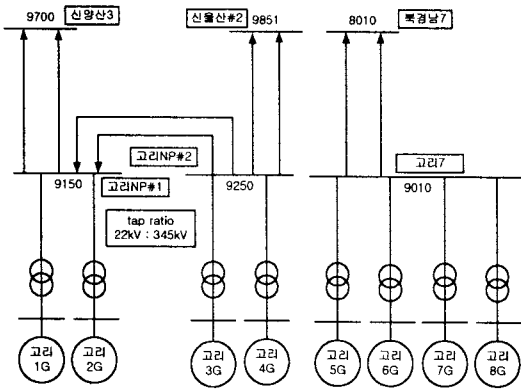 9700 신양산3
신울산#2 9851
8010 북경남7
고리NP#2
고리7
9150
고리NP#1
9250
9010
tap ratio
22kV : 345kV
고리
1G
고리
2G
고리
3G
고리
4G
고리
5G
고리
6G
고리
7G
고리
8G